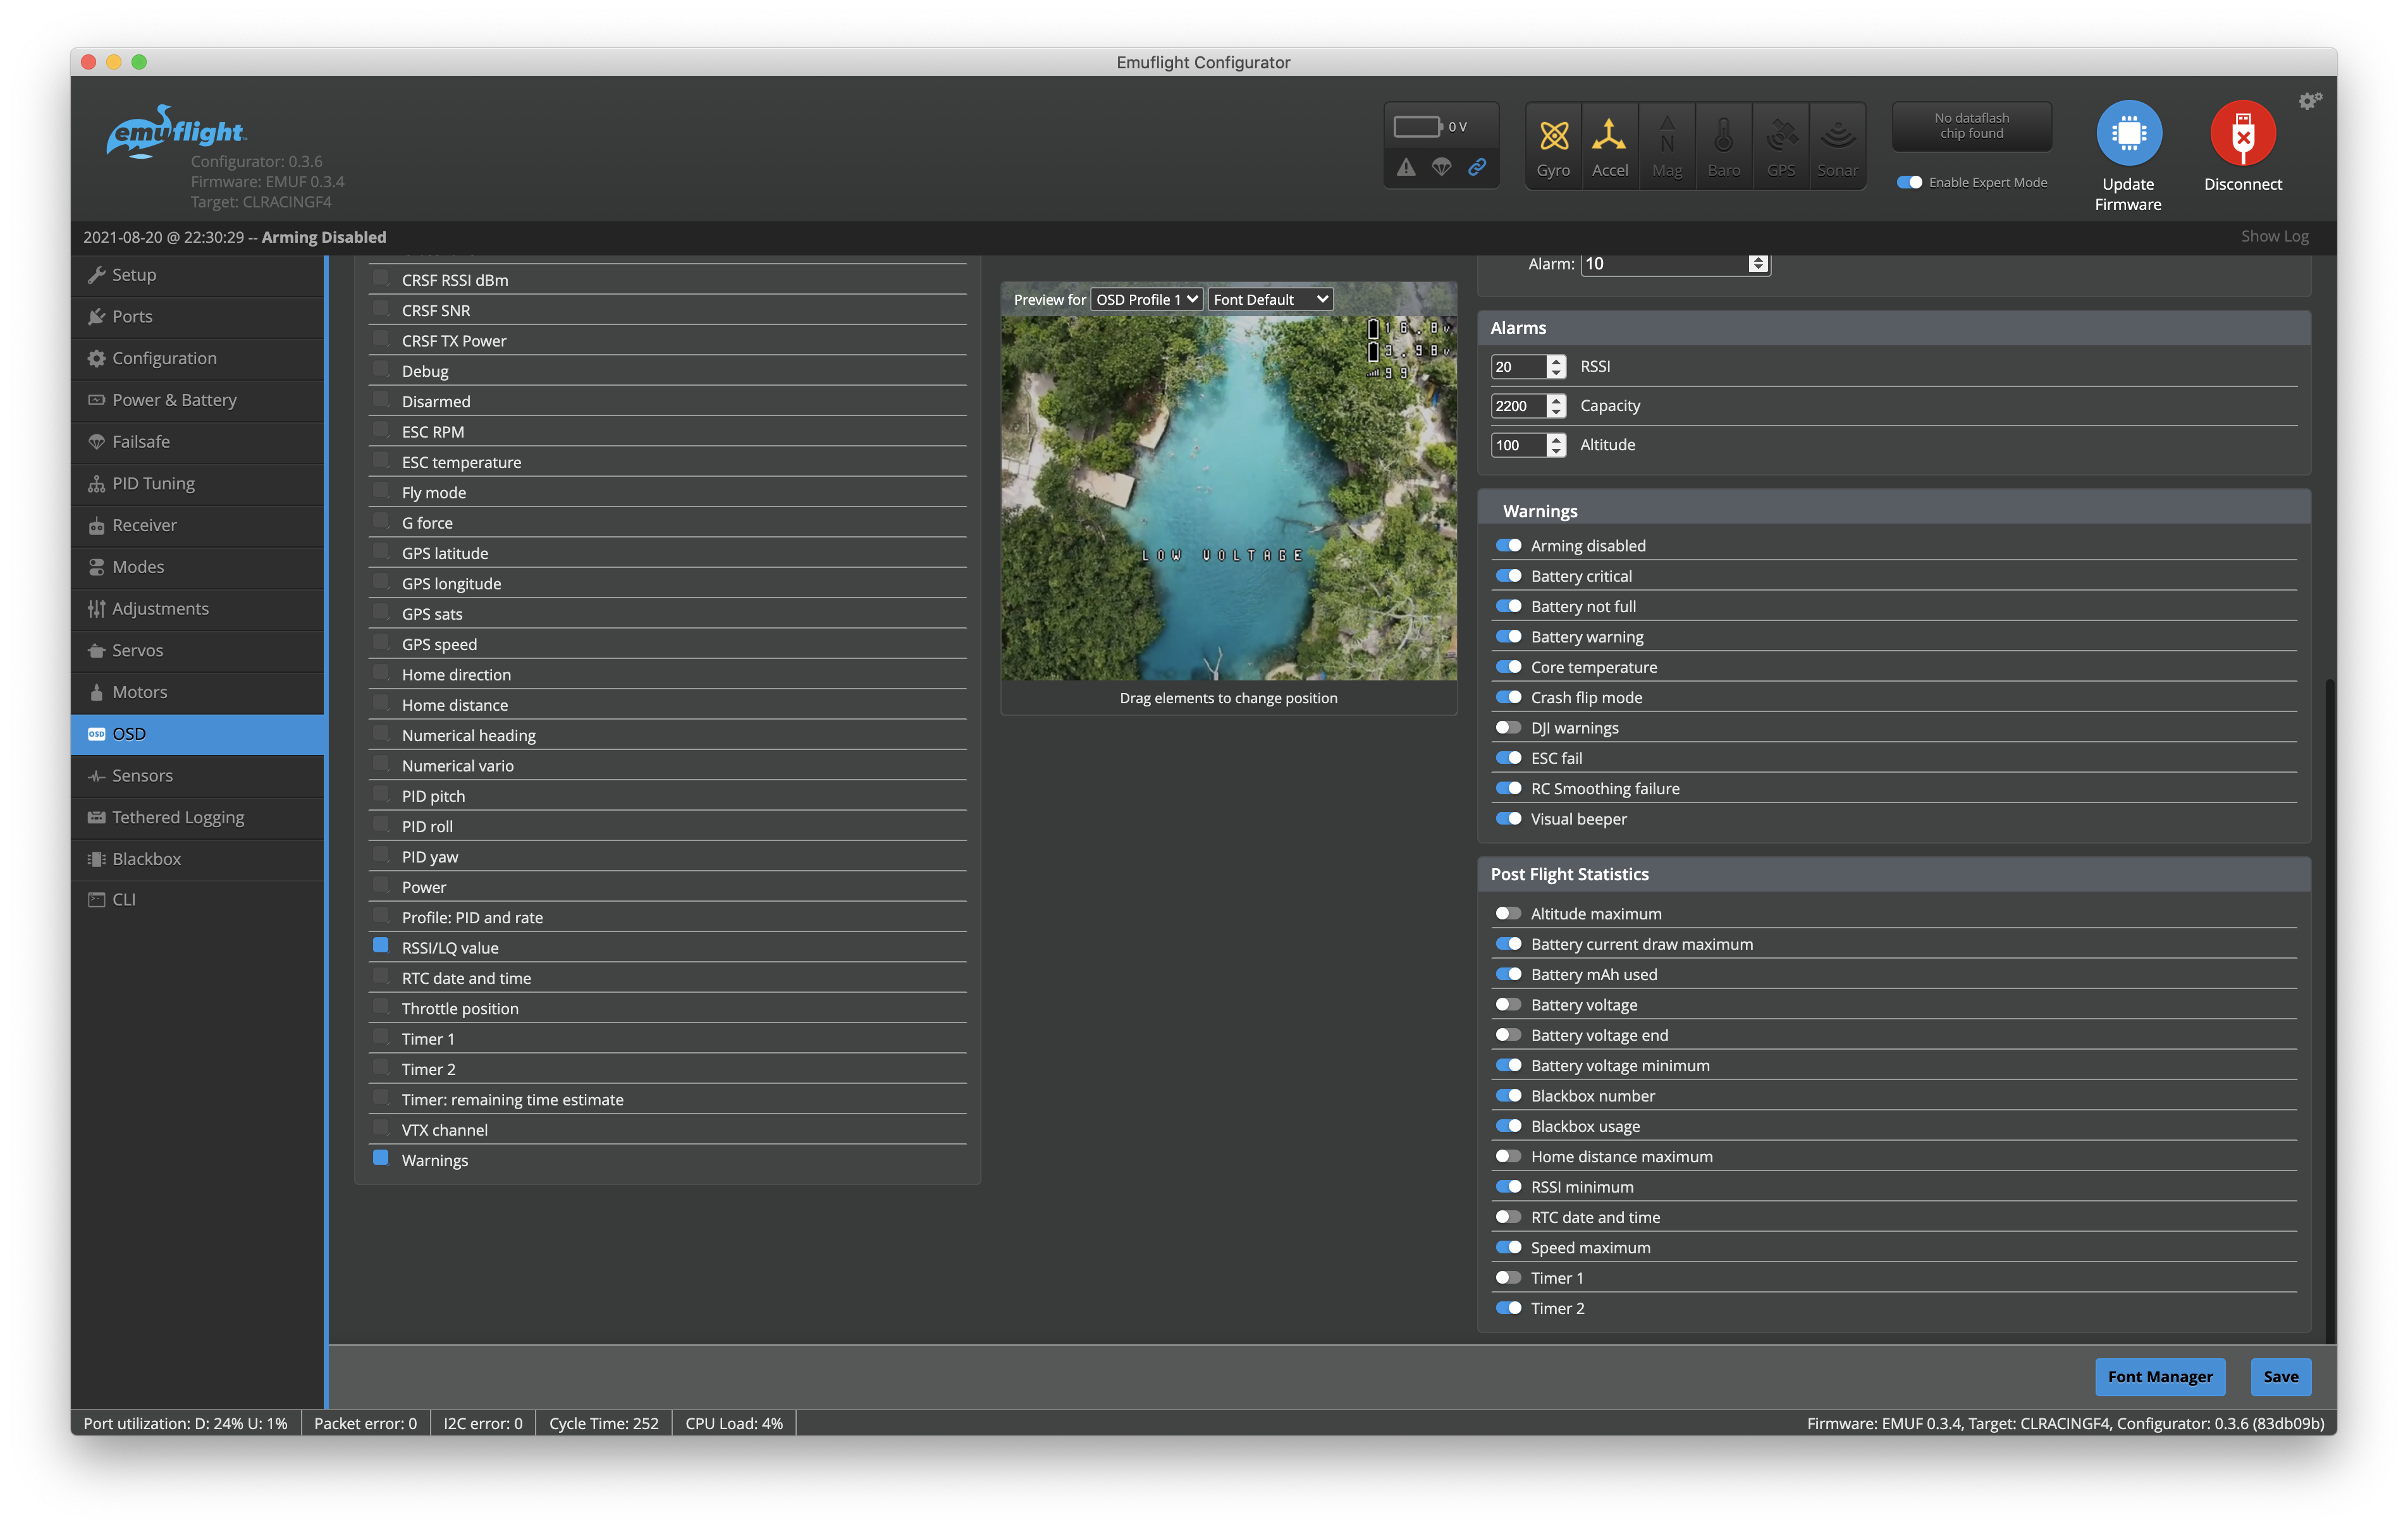 Emuflight Configurator
emuflight
Configurator: 0.3.6
Firmware: EMUF 0.3.4
Target: CLRACINGF4
0 V
Gyro
Accel
Mag
Baro
GPS
Sonar
No dataflash
chip found
Enable Expert Mode
Update
Firmware
Disconnect
2021-08-20 @ 22:30:29 -- Arming Disabled
Show Log
Setup
Ports
Configuration
Power & Battery
Failsafe
PID Tuning
Receiver
Modes
Adjustments
Servos
Motors
OSD
Sensors
Tethered Logging
Blackbox
CLI
CRSF RSSI dBm
CRSF SNR
CRSF TX Power
Debug
Disarmed
ESC RPM
ESC temperature
Fly mode
G force
GPS latitude
GPS longitude
GPS sats
GPS speed
Home direction
Home distance
Numerical heading
Numerical vario
PID pitch
PID roll
PID yaw
Power
Profile: PID and rate
RSSI/LQ value
RTC date and time
Throttle position
Timer 1
Timer 2
Timer: remaining time estimate
VTX channel
Warnings
Preview for OSD Profile 1 Font Default
16.8V
3.98V
99
LOW VOLTAGE
Drag elements to change position
Alarm: 10
Alarms
20 RSSI
2200 Capacity
100 Altitude
Warnings
Arming disabled
Battery critical
Battery not full
Battery warning
Core temperature
Crash flip mode
DJI warnings
ESC fail
RC Smoothing failure
Visual beeper
Post Flight Statistics
Altitude maximum
Battery current draw maximum
Battery mAh used
Battery voltage
Battery voltage end
Battery voltage minimum
Blackbox number
Blackbox usage
Home distance maximum
RSSI minimum
RTC date and time
Speed maximum
Timer 1
Timer 2
Font Manager
Save
Port utilization: D: 24% U: 1%
Packet error: 0
I2C error: 0
Cycle Time: 252
CPU Load: 4%
Firmware: EMUF 0.3.4, Target: CLRACINGF4, Configurator: 0.3.6 (83db09b)